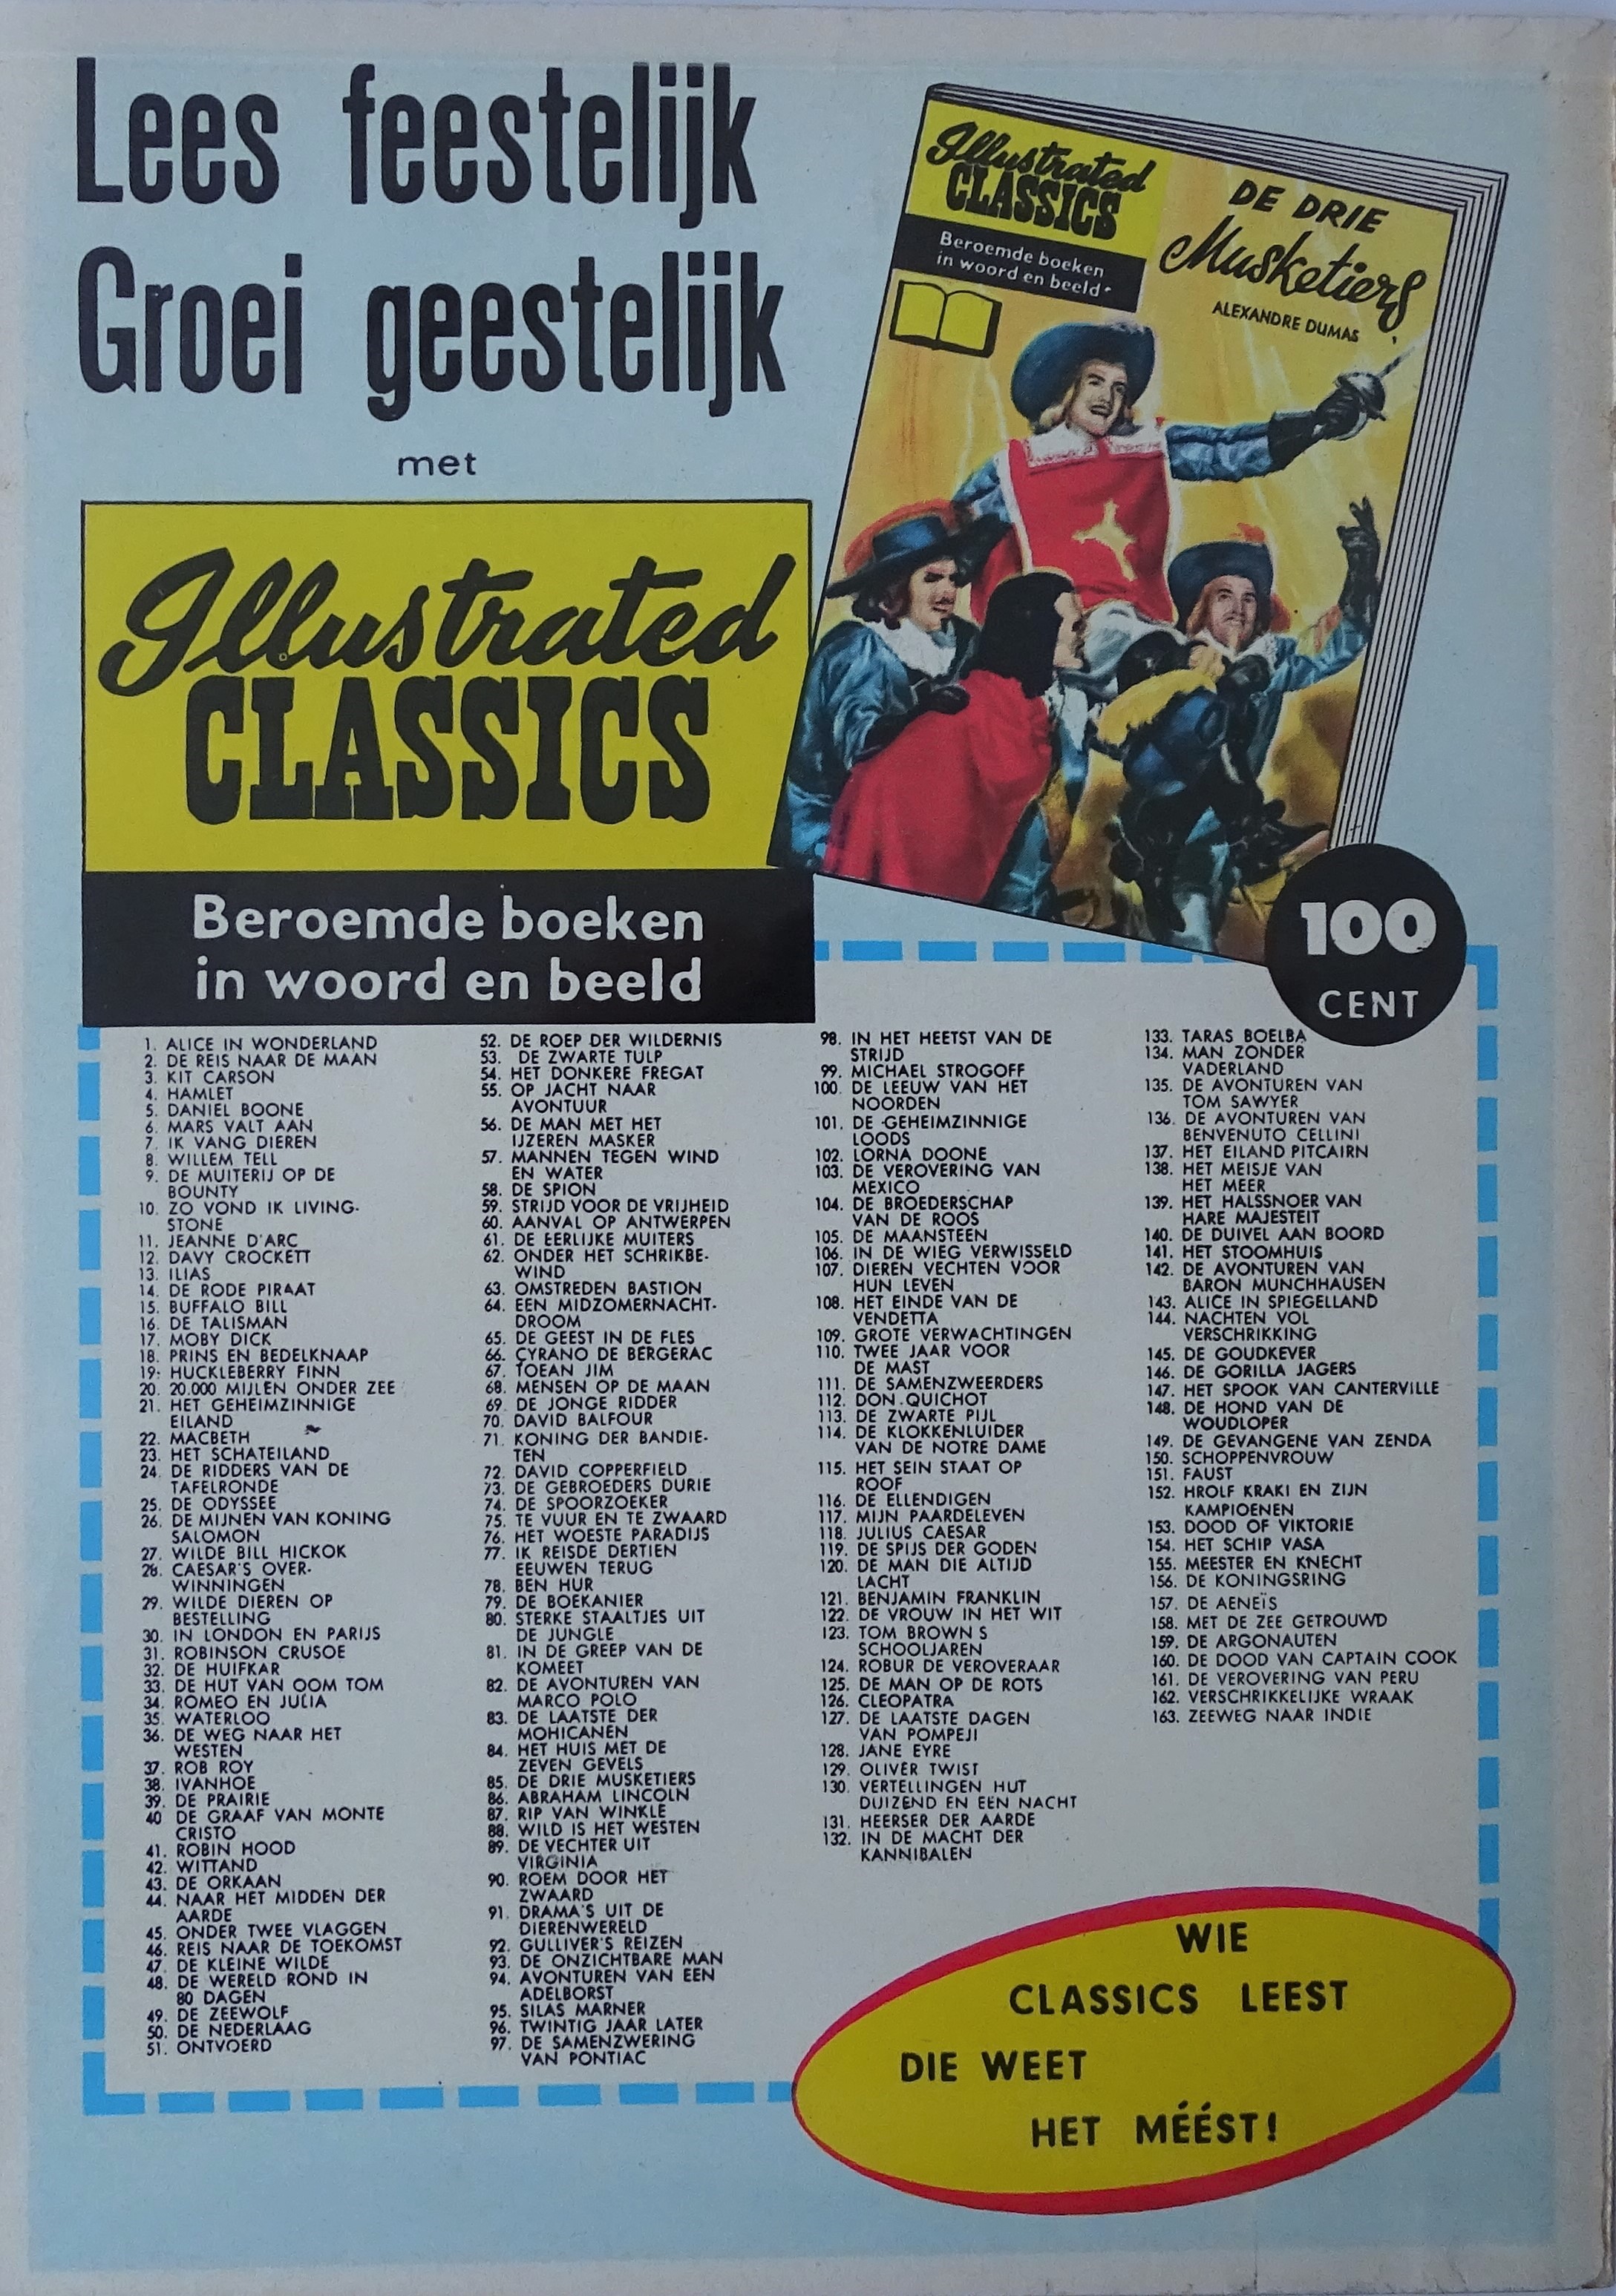 Lees feestelijk
Groei geestelijk
met
Illustrated
CLASSICS
Beroemde boeken
in woord en beeld
Illustrated
CLASSICS
Beroemde boeken
in woord en beeld
DE DRIE
Musketiers
ALEXANDRE DUMAS
100
CENT
1. ALICE IN WONDERLAND
2. DE REIS NAAR DE MAAN
3. KIT CARSON
4. HAMLET
5. DANIEL BOONE
6. MARS VALT AAN
7. IK VANG DIEREN
8. WILLEM TELL
9. DE MUITERIJ OP DE
BOUNTY
10. ZO VOND IK LIVING-
STONE
11. JEANNE D'ARC
12. DAVY CROCKETT
13. ILIAS
14. DE RODE PIRAAT
15. BUFFALO BILL
16. DE TALISMAN
17. MOBY DICK
18. PRINS EN BEDELKNAAP
19. HUCKLEBERRY FINN
20. 20.000 MIJLEN ONDER ZEE
21. HET GEHEIMZINNIGE
EILAND
22. MACBETH
23. HET SCHATEILAND
24. DE RIDDERS VAN DE
TAFELRONDE
25. DE ODYSSEE
26. DE MIJNEN VAN KONING
SALOMON
27. WILDE BILL HICKOK
28. CAESAR'S OVER-
WINNINGEN
29. WILDE DIEREN OP
BESTELLING
30. IN LONDON EN PARIJS
31. ROBINSON CRUSOE
32. DE HUIFKAR
33. DE HUT VAN OOM TOM
34. ROMEO EN JULIA
35. WATERLOO
36. DE WEG NAAR HET
WESTEN
37. ROB ROY
38. IVANHOE
39. DE PRAIRIE
40 DE GRAAF VAN MONTE
CRISTO
41. ROBIN HOOD
42. WITTAND
43. DE ORKAAN
44. NAAR HET MIDDEN DER
AARDE
45. ONDER TWEE VLAGGEN
46. REIS NAAR DE TOEKOMST
47. DE KLEINE WILDE
48. DE WERELD ROND IN
80 DAGEN
49. DE ZEEWOLF
50. DE NEDERLAAG
51. ONTVOERD
52. DE ROEP DER WILDERNIS
53. DE ZWARTE TULP
54. HET DONKERE FREGAT
55. OP JACHT NAAR
AVONTUUR
56. DE MAN MET HET
IJZEREN MASKER
57. MANNEN TEGEN WIND
EN WATER
58. DE SPION
59. STRIJD VOOR DE VRIJHEID
60. AANVAL OP ANTWERPEN
61. DE EERLIJKE MUITERS
62. ONDER HET SCHRIKBE-
WIND
63. OMSTREDEN BASTION
64. EEN MIDZOMERNACHT-
DROOM
65. DE GEEST IN DE FLES
66. CYRANO DE BERGERAC
67. TOEAN JIM
68. MENSEN OP DE MAAN
69. DE JONGE RIDDER
70. DAVID BALFOUR
71. KONING DER BANDIE-
TEN
72. DAVID COPPERFIELD
73. DE GEBROEDERS DURIE
74. DE SPOORZOEKER
75. TE VUUR EN TE ZWAARD
76. HET WOESTE PARADIJS
77. IK REISDE DERTIEN
EEUWEN TERUG
78. BEN HUR
79. DE BOEKANIER
80. STERKE STAALTJES UIT
DE JUNGLE
81. IN DE GREEP VAN DE
KOMEET
82. DE AVONTUREN VAN
MARCO POLO
83. DE LAATSTE DER
MOHICANEN
84. HET HUIS MET DE
ZEVEN GEVELS
85. DE DRIE MUSKETIERS
86. ABRAHAM LINCOLN
87. RIP VAN WINKLE
88. WILD IS HET WESTEN
89. DE VECHTER UIT
VIRGINIA
90. ROEM DOOR HET
ZWAARD
91. DRAMA'S UIT DE
DIERENWERELD
92. GULLIVER'S REIZEN
93. DE ONZICHTBARE MAN
94. AVONTUREN VAN EEN
ADELBORST
95. SILAS MARNER
96. TWINTIG JAAR LATER
97. DE SAMENZWERING
VAN PONTIAC
98. IN HET HEETST VAN DE
STRIJD
99. MICHAEL STROGOFF
100. DE LEEUW VAN HET
NOORDEN
101. DE GEHEIMZINNIGE
LOODS
102. LORNA DOONE
103. DE VEROVERING VAN
MEXICO
104. DE BROEDERSCHAP
VAN DE ROOS
105. DE MAANSTEEN
106. IN DE WIEG VERWISSELD
107. DIEREN VECHTEN VOOR
HUN LEVEN
108. HET EINDE VAN DE
VENDETTA
109. GROTE VERWACHTINGEN
110. TWEE JAAR VOOR
DE MAST
111. DE SAMENZWEERDERS
112. DON QUICHOT
113. DE ZWARTE PIJL
114. DE KLOKKENLUIDER
VAN DE NOTRE DAME
115. HET SEIN STAAT OP
ROOF
116. DE ELLENDIGEN
117. MIJN PAARDELEVEN
118. JULIUS CAESAR
119. DE SPIJS DER GODEN
120. DE MAN DIE ALTIJD
LACHT
121. BENJAMIN FRANKLIN
122. DE VROUW IN HET WIT
123. TOM BROWN S
SCHOOLJAREN
124. ROBUR DE VEROVERAAR
125. DE MAN OP DE ROTS
126. CLEOPATRA
127. DE LAATSTE DAGEN
VAN POMPEJI
128. JANE EYRE
129. OLIVER TWIST
130. VERTELLINGEN HUT
DUIZEND EN EEN NACHT
131. HEERSER DER AARDE
132. IN DE MACHT DER
KANNIBALEN
133. TARAS BOELBA
134. MAN ZONDER
VADERLAND
135. DE AVONTUREN VAN
TOM SAWYER
136. DE AVONTUREN VAN
BENVENUTO CELLINI
137. HET EILAND PITCAIRN
138. HET MEISJE VAN
HET MEER
139. HET HALSSNOER VAN
HARE MAJESTEIT
140. DE DUIVEL AAN BOORD
141. HET STOOMHUIS
142. DE AVONTUREN VAN
BARON MUNCHHAUSEN
143. ALICE IN SPIEGELLAND
144. NACHTEN VOL
VERSCHRIKKING
145. DE GOUDKEVER
146. DE GORILLA JAGERS
147. HET SPOOK VAN CANTERVILLE
148. DE HOND VAN DE
WOUDLOPER
149. DE GEVANGENE VAN ZENDA
150. SCHOPPENVROUW
151. FAUST
152. HROLF KRAKI EN ZIJN
KAMPIOENEN
153. DOOD OF VIKTORIE
154. HET SCHIP VASA
155. MEESTER EN KNECHT
156. DE KONINGSRING
157. DE AENEÏS
158. MET DE ZEE GETROUWD
159. DE ARGONAUTEN
160. DE DOOD VAN CAPTAIN COOK
161. DE VEROVERING VAN PERU
162. VERSCHRIKKELIJKE WRAAK
163. ZEEWEG NAAR INDIE
WIE
CLASSICS LEEST
DIE WEET
HET MÉÉST!